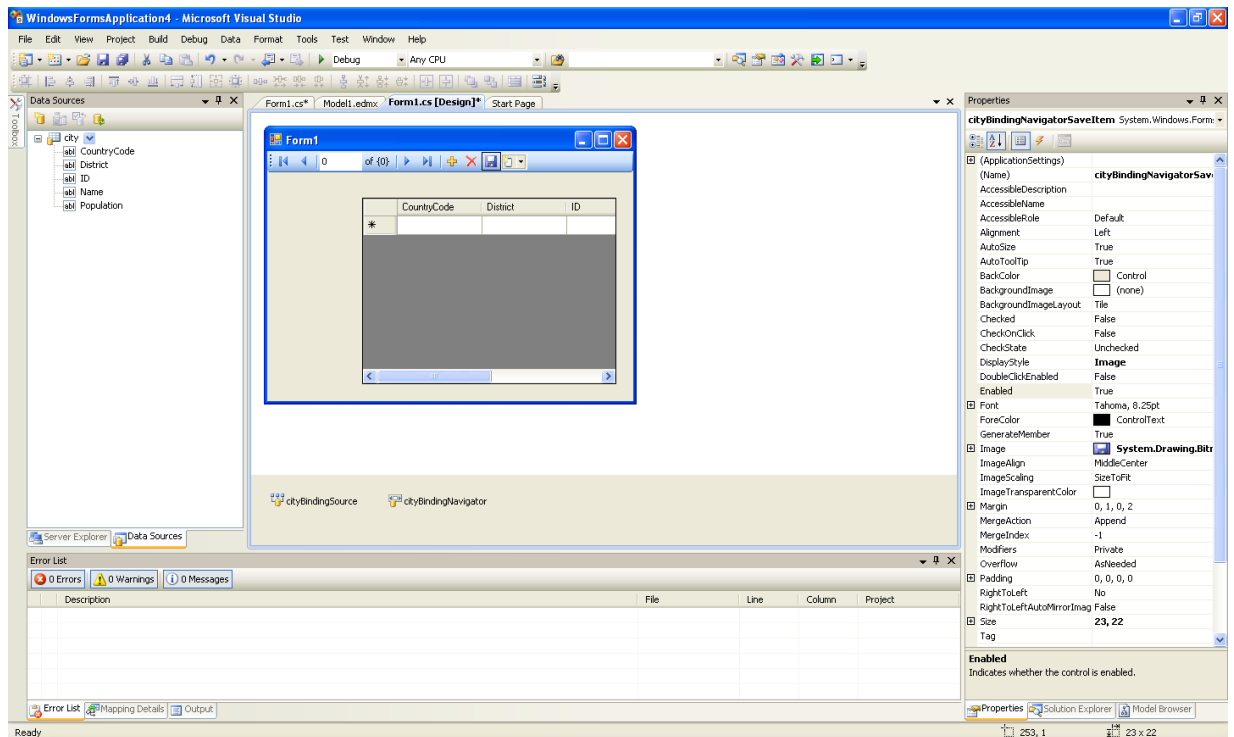 WindowsFormsApplication4 - Microsoft Visual Studio
File Edit View Project Build Debug Data Format Tools Test Window Help
Debug Any CPU
Toolbox
Data Sources
city
CountryCode
District
ID
Name
Population
Server Explorer Data Sources
Form1.cs* Model1.edmx Form1.cs [Design]* Start Page
Form1
0 of {0}
CountryCode District ID
cityBindingSource cityBindingNavigator
Error List
0 Errors 0 Warnings 0 Messages
Description File Line Column Project
Error List Mapping Details Output
Properties
cityBindingNavigatorSaveItem System.Windows.Form
(ApplicationSettings)
(Name) cityBindingNavigatorSav
AccessibleDescription
AccessibleName
AccessibleRole Default
Alignment Left
AutoSize True
AutoToolTip True
BackColor Control
BackgroundImage (none)
BackgroundImageLayout Tile
Checked False
CheckOnClick False
CheckState Unchecked
DisplayStyle Image
DoubleClickEnabled False
Enabled True
Font Tahoma, 8.25pt
ForeColor ControlText
GenerateMember True
Image System.Drawing.Bitr
ImageAlign MiddleCenter
ImageScaling SizeToFit
ImageTransparentColor
Margin 0, 1, 0, 2
MergeAction Append
MergeIndex -1
Modifiers Private
Overflow AsNeeded
Padding 0, 0, 0, 0
RightToLeft No
RightToLeftAutoMirrorImag False
Size 23, 22
Tag
Enabled
Indicates whether the control is enabled.
Properties Solution Explorer Model Browser
Ready 253, 1 23 x 22